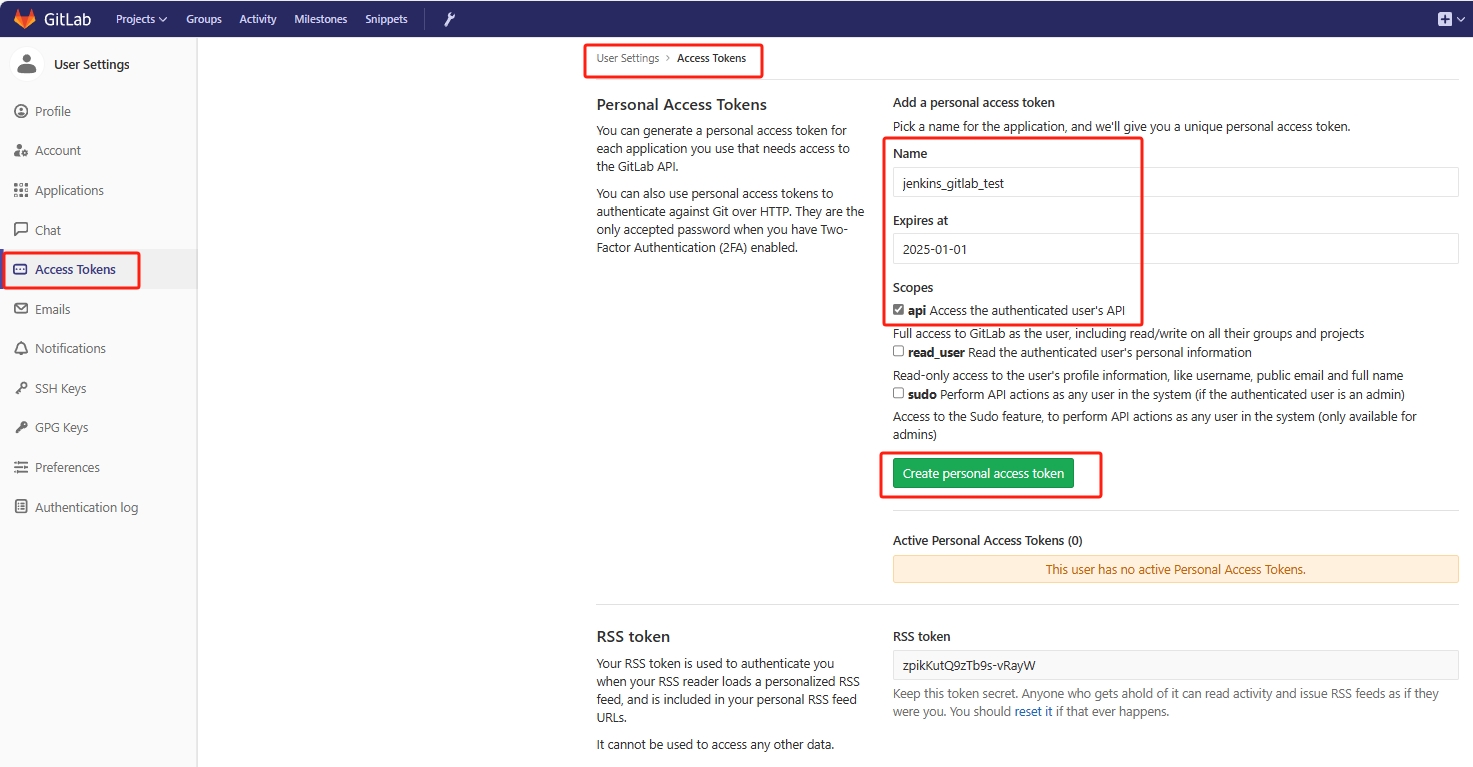 GitLab Projects Groups Activity Milestones Snippets
User Settings
Profile
Account
Applications
Chat
Access Tokens
Emails
Notifications
SSH Keys
GPG Keys
Preferences
Authentication log
User Settings › Access Tokens
Personal Access Tokens
You can generate a personal access token for
each application you use that needs access to
the GitLab API.
You can also use personal access tokens to
authenticate against Git over HTTP. They are the
only accepted password when you have Two-
Factor Authentication (2FA) enabled.
Add a personal access token
Pick a name for the application, and we'll give you a unique personal access token.
Name
jenkins_gitlab_test
Expires at
2025-01-01
Scopes
api Access the authenticated user's API
Full access to GitLab as the user, including read/write on all their groups and projects
read_user Read the authenticated user's personal information
Read-only access to the user's profile information, like username, public email and full name
sudo Perform API actions as any user in the system (if the authenticated user is an admin)
Access to the Sudo feature, to perform API actions as any user in the system (only available for
admins)
Create personal access token
Active Personal Access Tokens (0)
This user has no active Personal Access Tokens.
RSS token
Your RSS token is used to authenticate you
when your RSS reader loads a personalized RSS
feed, and is included in your personal RSS feed
URLs.
It cannot be used to access any other data.
RSS token
zpikKutQ9zTb9s-vRayW
Keep this token secret. Anyone who gets ahold of it can read activity and issue RSS feeds as if they
were you. You should reset it if that ever happens.